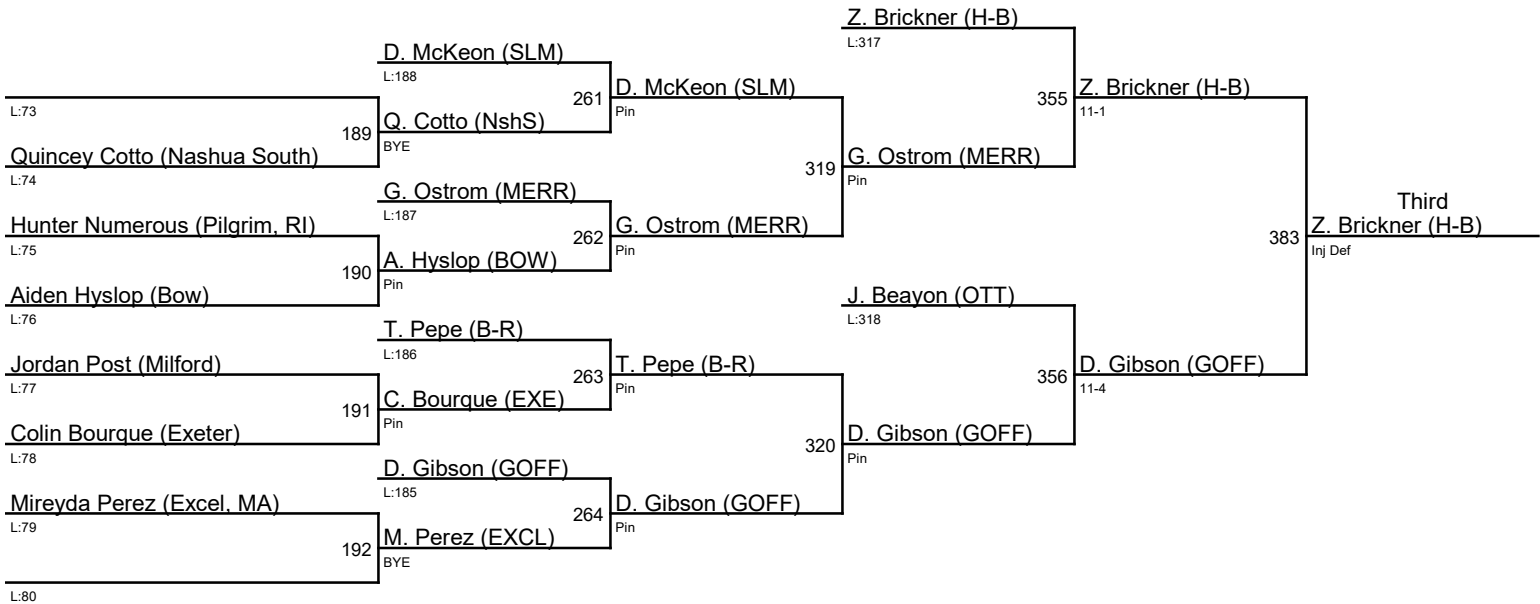 Z. Brickner (H-B)
L:317
D. McKeon (SLM)
L:188
261 D. McKeon (SLM)
Pin
355 Z. Brickner (H-B)
11-1
L:73
189 Q. Cotto (NshS)
BYE
Quincey Cotto (Nashua South)
L:74
319 G. Ostrom (MERR)
Pin
G. Ostrom (MERR)
L:187
Third
Hunter Numerous (Pilgrim, RI)
L:75
262 G. Ostrom (MERR)
Pin
383 Z. Brickner (H-B)
Inj Def
190 A. Hyslop (BOW)
Pin
Aiden Hyslop (Bow)
L:76
J. Beayon (OTT)
L:318
T. Pepe (B-R)
L:186
Jordan Post (Milford)
L:77
263 T. Pepe (B-R)
Pin
356 D. Gibson (GOFF)
11-4
191 C. Bourque (EXE)
Pin
Colin Bourque (Exeter)
L:78
320 D. Gibson (GOFF)
Pin
D. Gibson (GOFF)
L:185
Mireyda Perez (Excel, MA)
L:79
264 D. Gibson (GOFF)
Pin
192 M. Perez (EXCL)
BYE
L:80